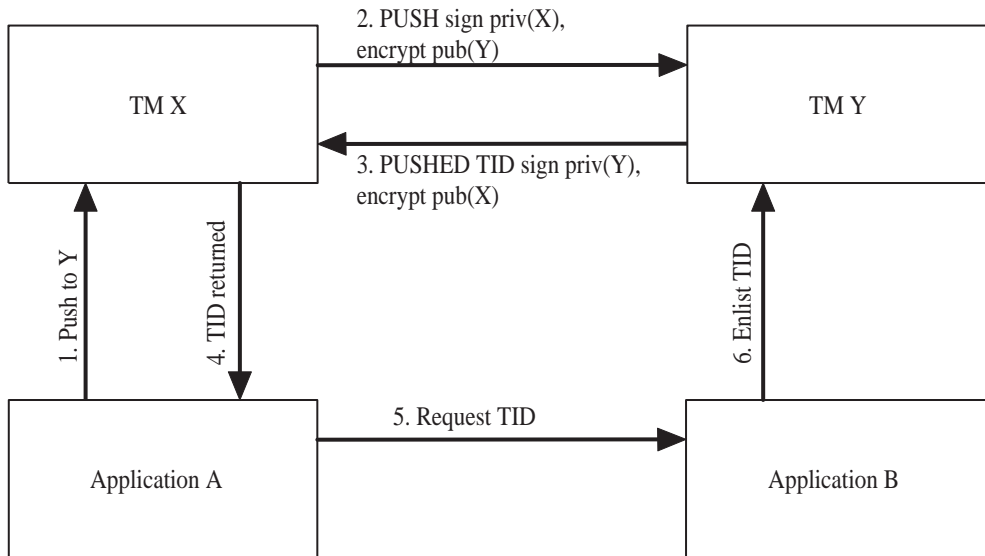 2. PUSH sign priv(X),
encrypt pub(Y)
TM X
TM Y
3. PUSHED TID sign priv(Y),
encrypt pub(X)
1. Push to Y
4. TID returned
6. Enlist TID
5. Request TID
Application A
Application B